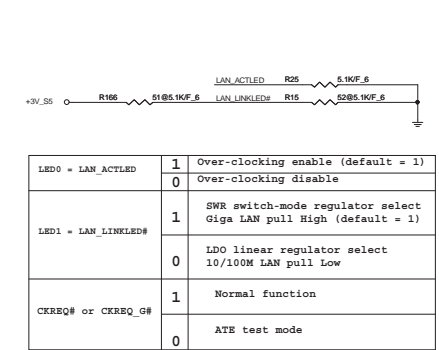 LAN_ACTLED R25 5.1K/F_6
+3V_S5 R166 51@5.1K/F_6 LAN_LINKLED# R15 52@5.1K/F_6
LED0 = LAN_ACTLED 1 Over-clocking enable (default = 1)
0 Over-clocking disable
LED1 = LAN_LINKLED# 1 SWR switch-mode regulator select
Giga LAN pull High (default = 1)
0 LDO linear regulator select
10/100M LAN pull Low
CKREQ# or CKREQ_G# 1 Normal function
0 ATE test mode